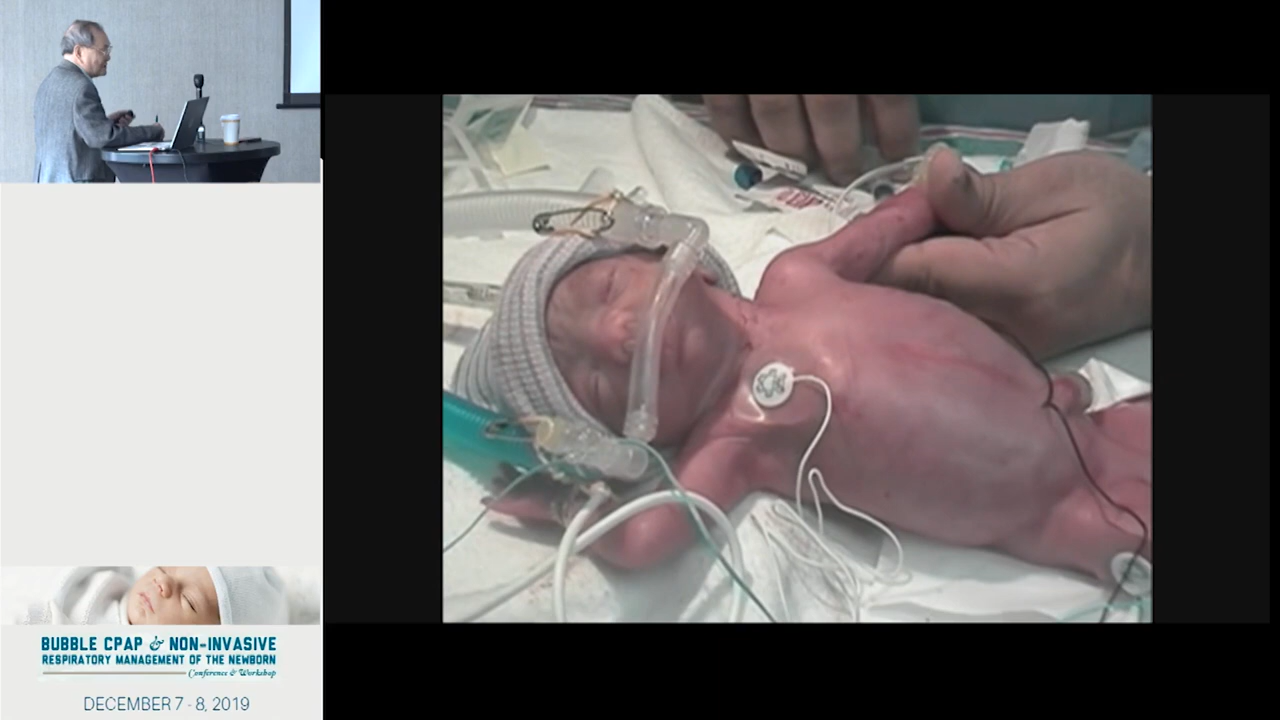 BUBBLE CPAP & NON-INVASIVE
RESPIRATORY MANAGEMENT OF THE NEWBORN
Conference & Workshop
DECEMBER 7 - 8, 2019